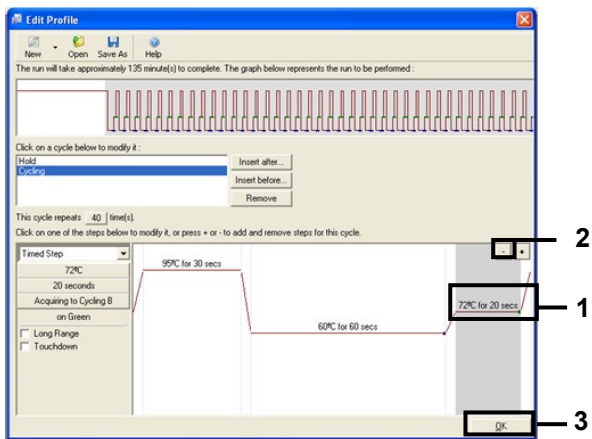 Edit Profile
New Open Save As Help
The run will take approximately 135 minute(s) to complete. The graph below represents the run to be performed :
Click on a cycle below to modify it :
Hold
Cycling
Insert after...
Insert before...
Remove
This cycle repeats 40 time(s).
Click on one of the steps below to modify it, or press + or - to add and remove steps for this cycle.
Timed Step
72ºC
20 seconds
Acquiring to Cycling B
on Green
Long Range
Touchdown
95ºC for 30 secs
60ºC for 60 secs
72ºC for 20 secs
- +
OK
2
1
3